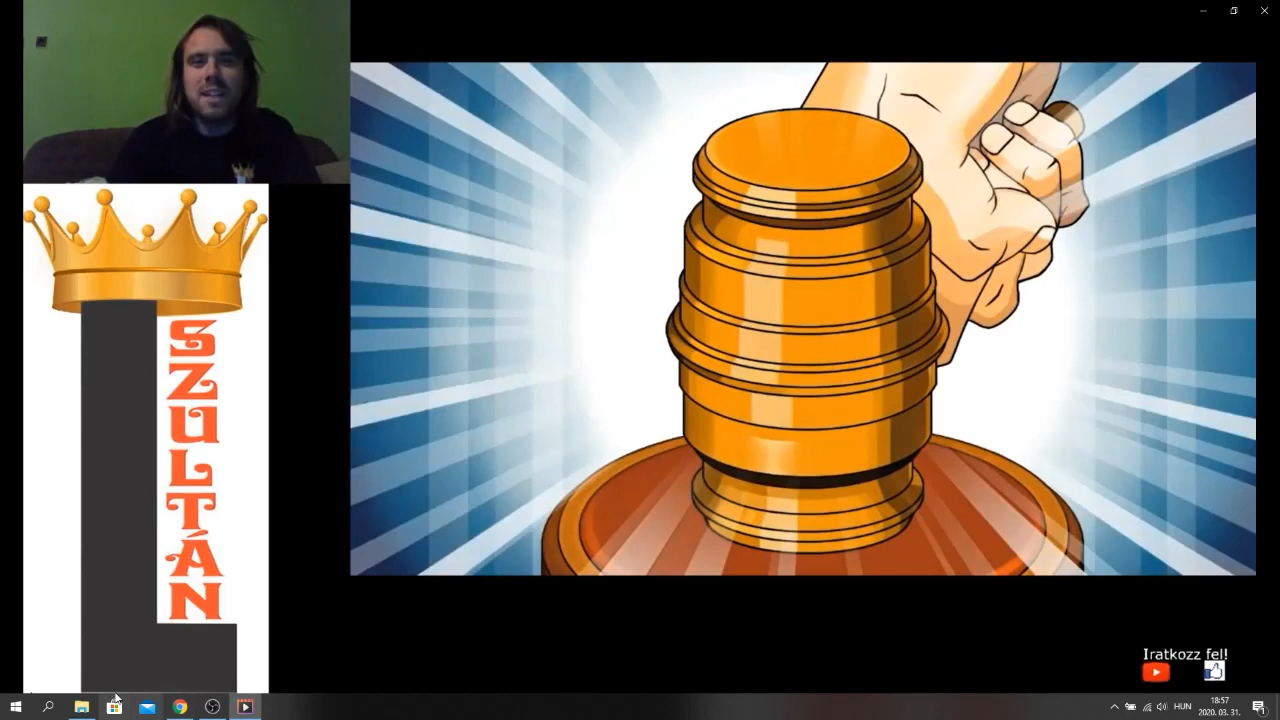 SZULTÁN
Iratkozz fel!
HUN
18:57
2020. 03. 31.